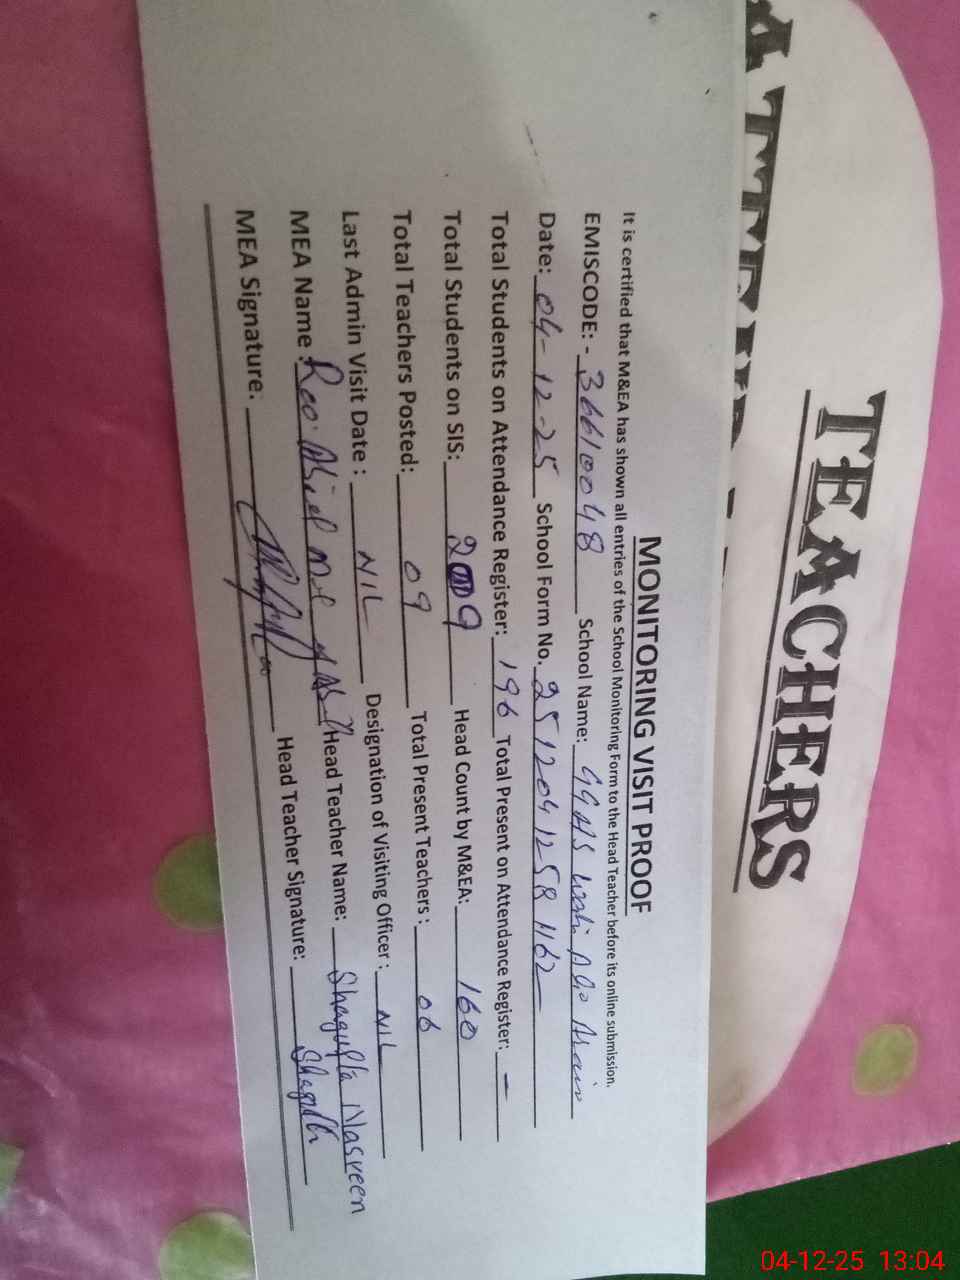 TEACHERS
MONITORING VISIT PROOF
It is certified that M&EA has shown all entries of the School Monitoring Form to the Head Teacher before its online submission.
EMISCODE: - 36610048 School Name: GGHS
Date: 04-12-25 School Form No. 25120412581162
Total Students on Attendance Register: 196 Total Present on Attendance Register: -
Total Students on SIS: Head Count by M&EA: 160
Total Teachers Posted: 09 Total Present Teachers : 06
Last Admin Visit Date : NIL Designation of Visiting Officer : NIL
MEA Name : Head Teacher Name: Shagufta Nasreen
MEA Signature. Head Teacher Signature:
04-12-25 13:04